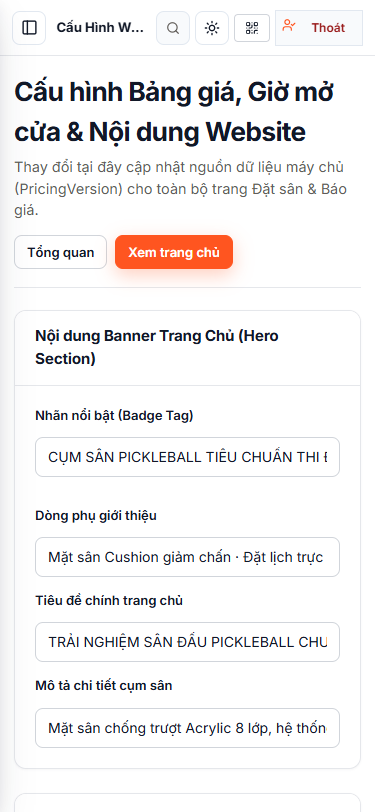 Cấu Hình W...
Thoát
Cấu hình Bảng giá, Giờ mở
cửa & Nội dung Website
Thay đổi tại đây cập nhật nguồn dữ liệu máy chủ
(PricingVersion) cho toàn bộ trang Đặt sân & Báo
giá.
Tổng quan
Xem trang chủ
Nội dung Banner Trang Chủ (Hero
Section)
Nhãn nổi bật (Badge Tag)
CỤM SÂN PICKLEBALL TIÊU CHUẨN THI
Dòng phụ giới thiệu
Mặt sân Cushion giảm chấn · Đặt lịch trực
Tiêu đề chính trang chủ
TRẢI NGHIỆM SÂN ĐẤU PICKLEBALL CHU
Mô tả chi tiết cụm sân
Mặt sân chống trượt Acrylic 8 lớp, hệ thốn